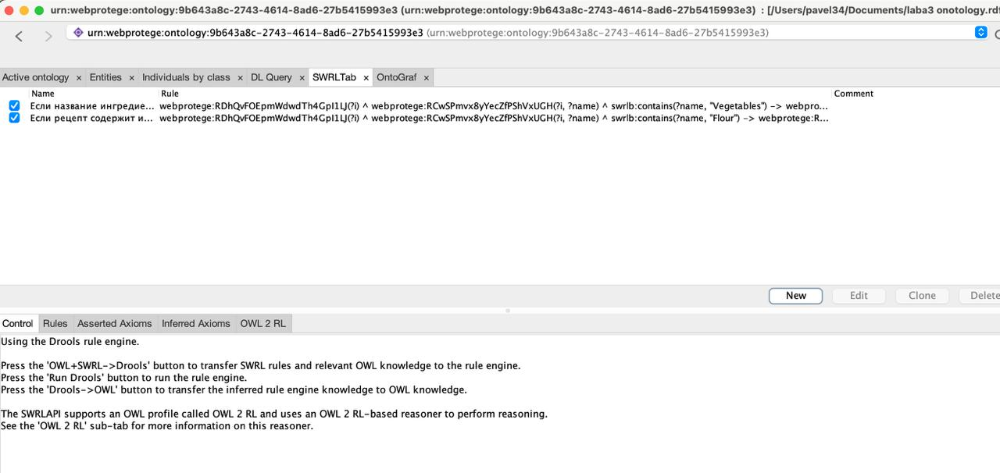 urn:webprotege:ontology:9b643a8c-2743-4614-8ad6-27b5415993e3 (urn:webprotege:ontology:9b643a8c-2743-4614-8ad6-27b5415993e3) : [/Users/pavel34/Documents/laba3 onotology.rdf
urn:webprotege:ontology:9b643a8c-2743-4614-8ad6-27b5415993e3 (urn:webprotege:ontology:9b643a8c-2743-4614-8ad6-27b5415993e3)
Active ontology × Entities × Individuals by class × DL Query × SWRLTab × OntoGraf ×
Name Rule Comment
Если название ингредие... webprotege:RDhQvFOEpmWdwdTh4GpI1LJ(?i) ^ webprotege:RCwSPmvx8yYecZfPShVxUGH(?i, ?name) ^ swrlb:contains(?name, "Vegetables") -> webpro...
Если рецепт содержит и... webprotege:RDhQvFOEpmWdwdTh4GpI1LJ(?i) ^ webprotege:RCwSPmvx8yYecZfPShVxUGH(?i, ?name) ^ swrlb:contains(?name, "Flour") -> webprotege:R...
New Edit Clone Delete
Control Rules Asserted Axioms Inferred Axioms OWL 2 RL
Using the Drools rule engine.
Press the 'OWL+SWRL->Drools' button to transfer SWRL rules and relevant OWL knowledge to the rule engine.
Press the 'Run Drools' button to run the rule engine.
Press the 'Drools->OWL' button to transfer the inferred rule engine knowledge to OWL knowledge.
The SWRLAPI supports an OWL profile called OWL 2 RL and uses an OWL 2 RL-based reasoner to perform reasoning.
See the 'OWL 2 RL' sub-tab for more information on this reasoner.